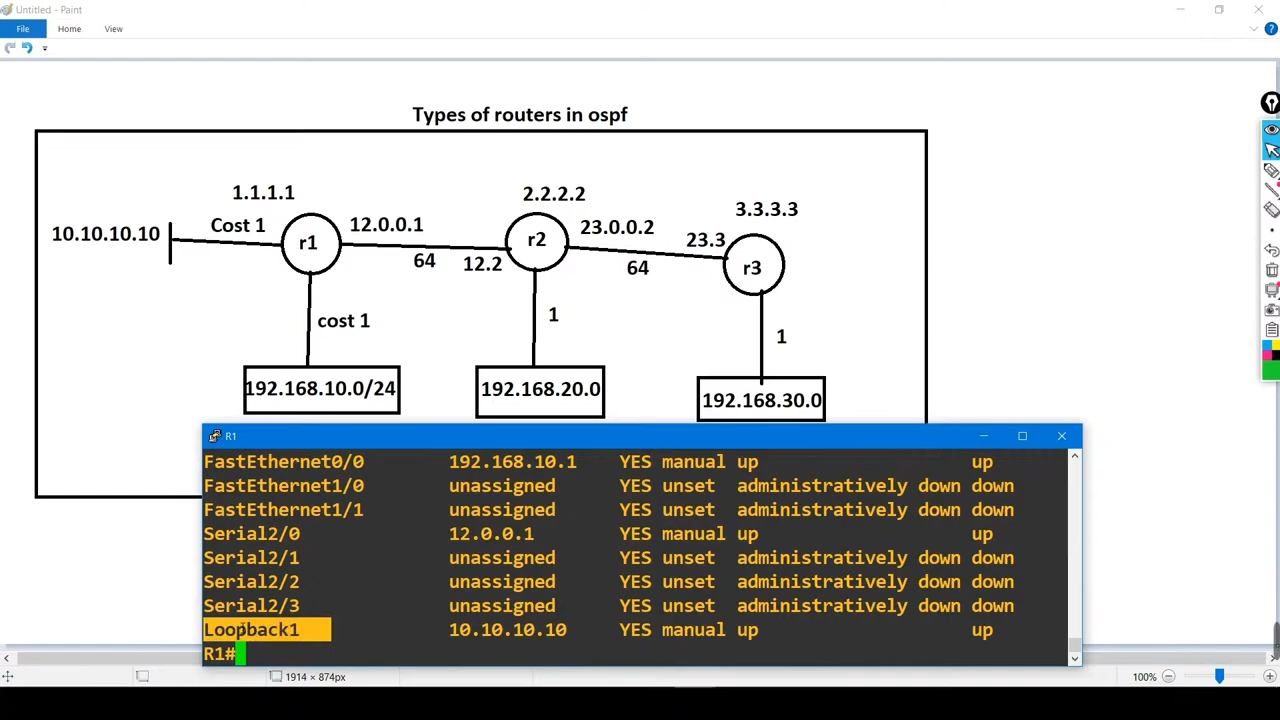 Untitled - Paint
File
Home
View
Types of routers in ospf
1.1.1.1
2.2.2.2
3.3.3.3
10.10.10.10
Cost 1
r1
12.0.0.1
64
12.2
r2
23.0.0.2
64
23.3
r3
cost 1
1
1
192.168.10.0/24
192.168.20.0
192.168.30.0
R1
FastEthernet0/0 192.168.10.1 YES manual up up
FastEthernet1/0 unassigned YES unset administratively down down
FastEthernet1/1 unassigned YES unset administratively down down
Serial2/0 12.0.0.1 YES manual up up
Serial2/1 unassigned YES unset administratively down down
Serial2/2 unassigned YES unset administratively down down
Serial2/3 unassigned YES unset administratively down down
Loopback1 10.10.10.10 YES manual up up
R1#
1914 × 874px
100%